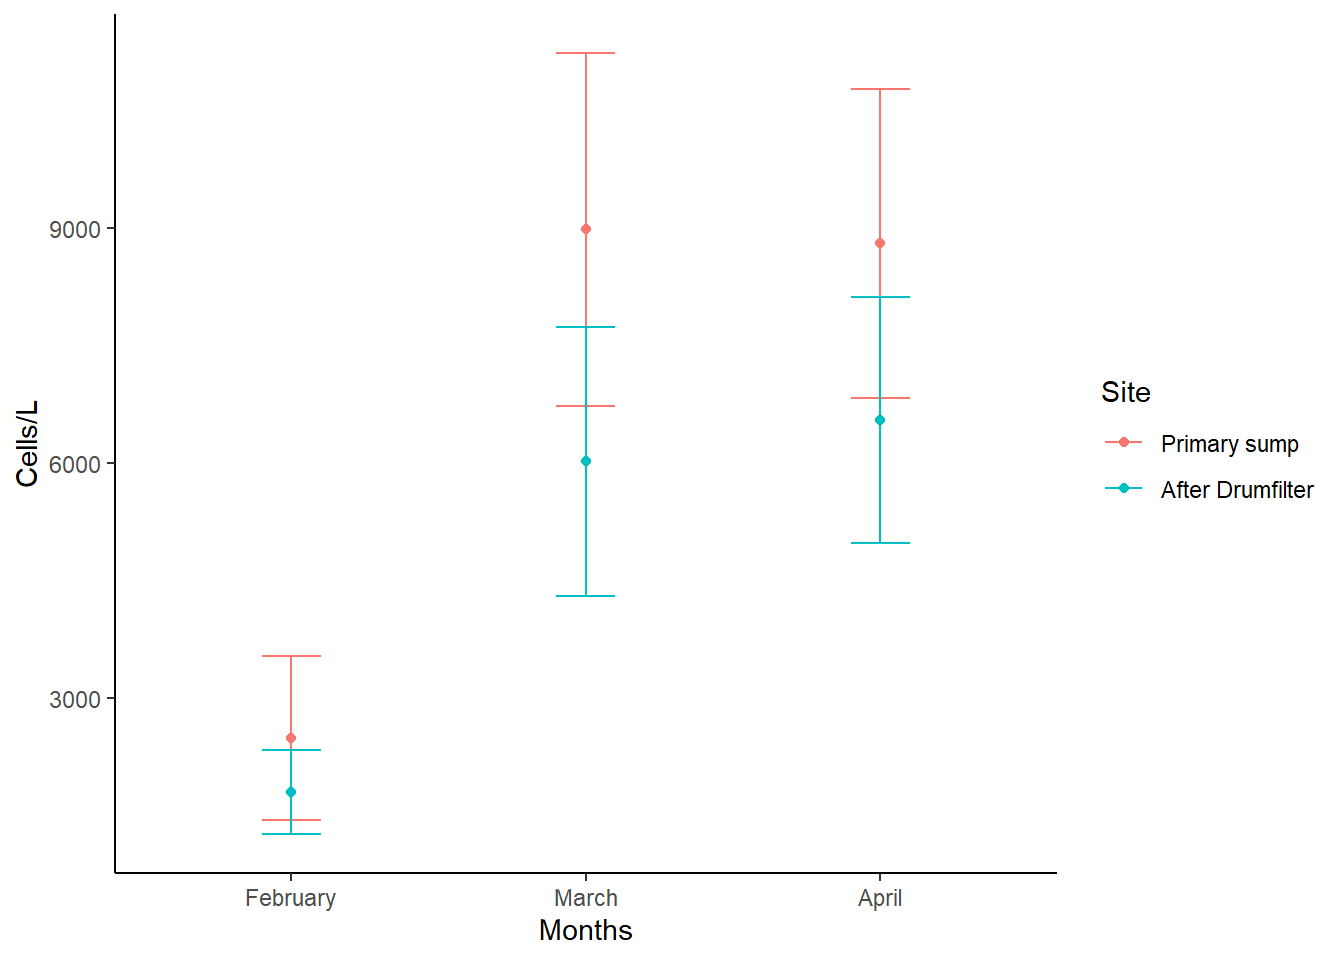 Cells/L
9000
6000
3000
February
March
April
Months
Site
Primary sump
After Drumfilter